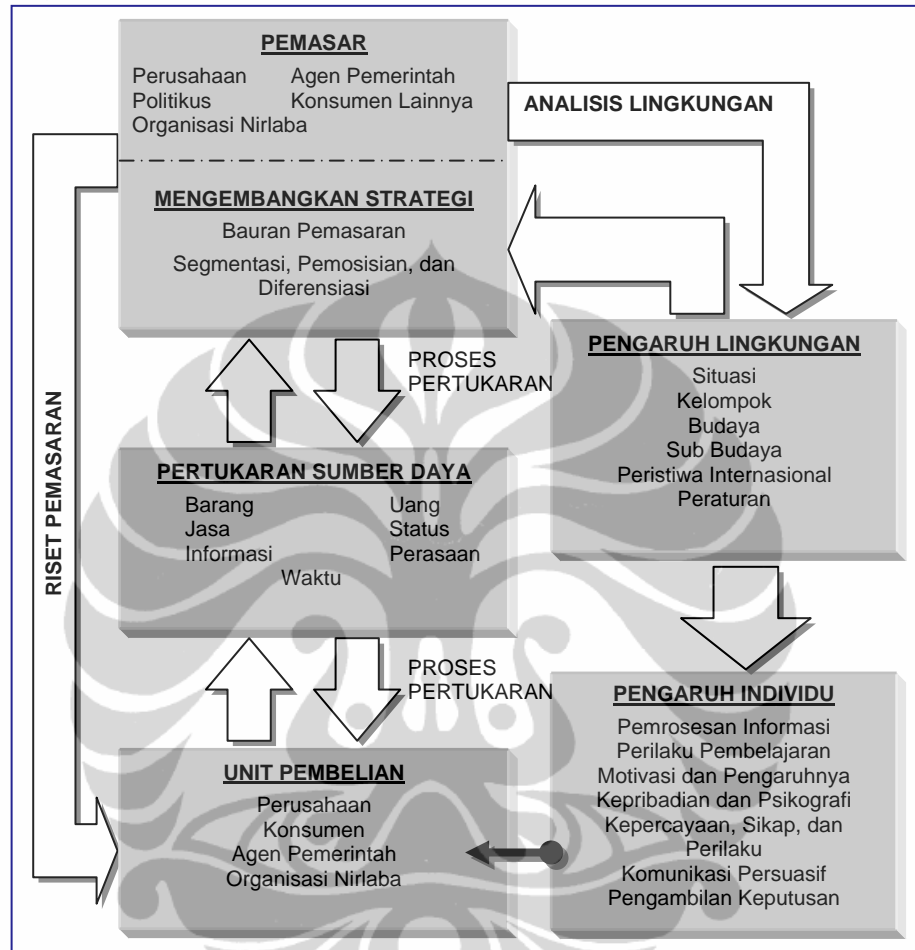 PEMASAR
Perusahaan Agen Pemerintah
Politikus Konsumen Lainnya
Organisasi Nirlaba
ANALISIS LINGKUNGAN
MENGEMBANGKAN STRATEGI
Bauran Pemasaran
Segmentasi, Pemosisian, dan
Diferensiasi
RISET PEMASARAN
PROSES
PERTUKARAN
PENGARUH LINGKUNGAN
Situasi
Kelompok
Budaya
Sub Budaya
Peristiwa Internasional
Peraturan
PERTUKARAN SUMBER DAYA
Barang Uang
Jasa Status
Informasi Perasaan
Waktu
PROSES
PERTUKARAN
PENGARUH INDIVIDU
Pemrosesan Informasi
Perilaku Pembelajaran
Motivasi dan Pengaruhnya
Kepribadian dan Psikografi
Kepercayaan, Sikap, dan
Perilaku
Komunikasi Persuasif
Pengambilan Keputusan
UNIT PEMBELIAN
Perusahaan
Konsumen
Agen Pemerintah
Organisasi Nirlaba